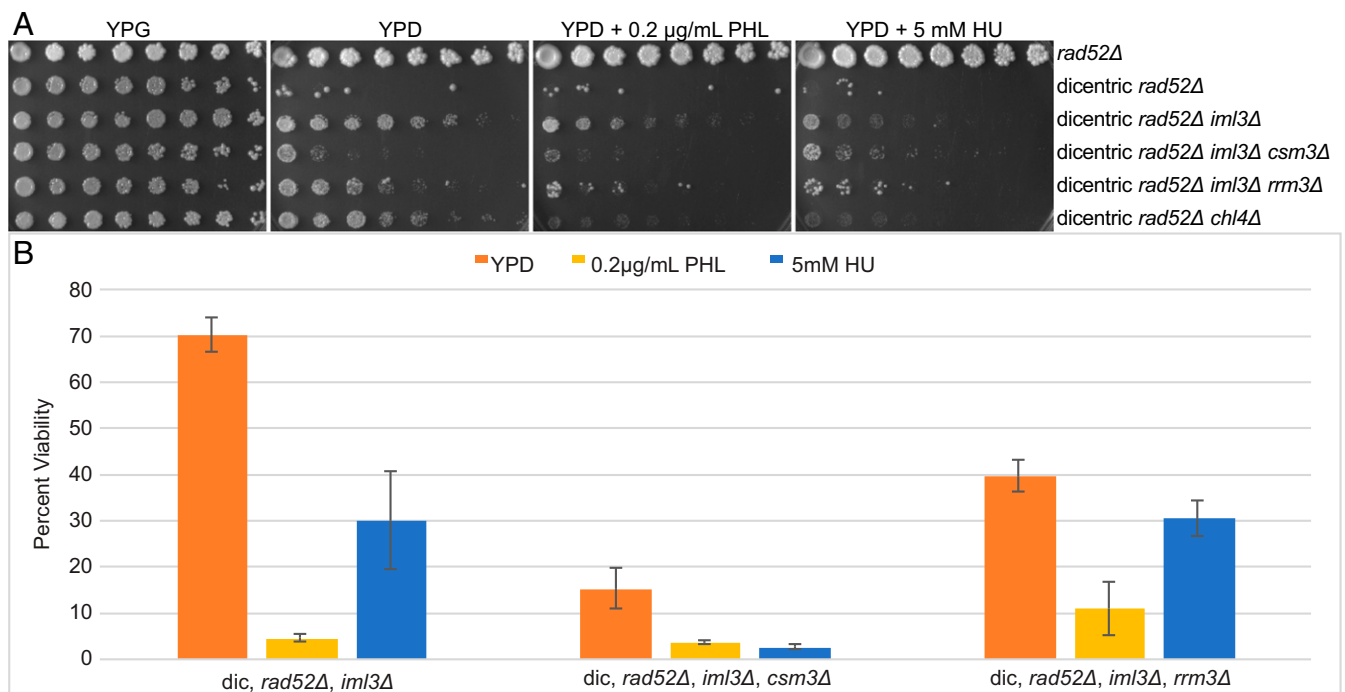 A
YPG YPD YPD + 0.2 µg/mL PHL YPD + 5 mM HU
rad52Δ
dicentric rad52Δ
dicentric rad52Δ iml3Δ
dicentric rad52Δ iml3Δ csm3Δ
dicentric rad52Δ iml3Δ rrm3Δ
dicentric rad52Δ chl4Δ
B
YPD 0.2µg/mL PHL 5mM HU
Percent Viability
80
70
60
50
40
30
20
10
0
dic, rad52Δ, iml3Δ dic, rad52Δ, iml3Δ, csm3Δ dic, rad52Δ, iml3Δ, rrm3Δ